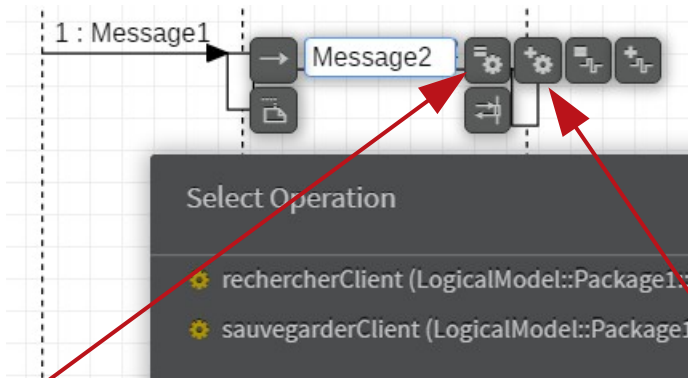 1 : Message1
Message2
Select Operation
rechercherClient (LogicalModel::Package1::
sauvegarderClient (LogicalModel::Package1